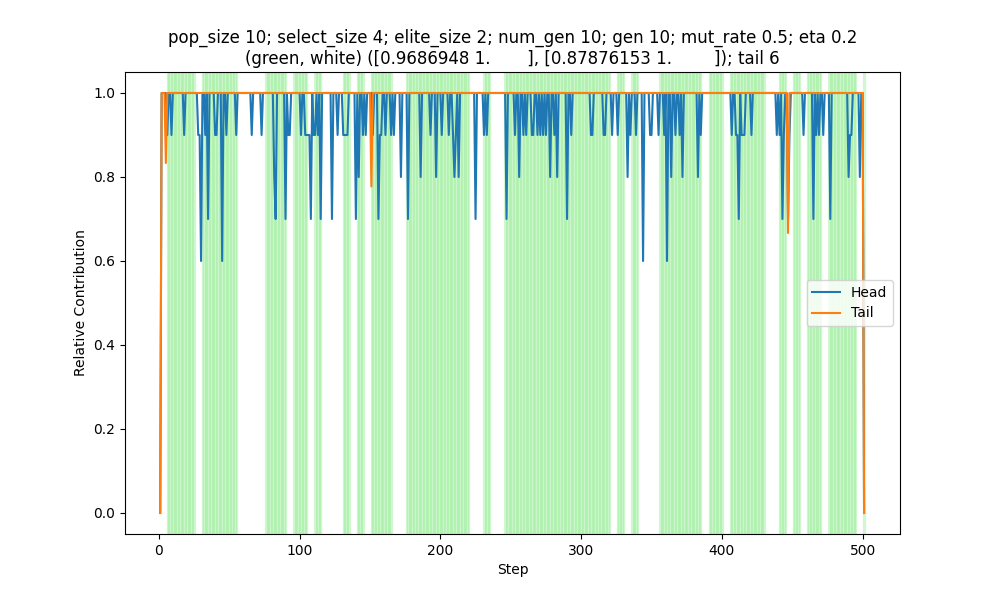 pop_size 10; select_size 4; elite_size 2; num_gen 10; gen 10; mut_rate 0.5; eta 0.2
(green, white) ([0.9686948 1.        ], [0.87876153 1.         ]); tail 6
1.0
0.8
0.6
0.4
0.2
0.0
Relative Contribution
Head
Tail
0
100
200
300
400
500
Step